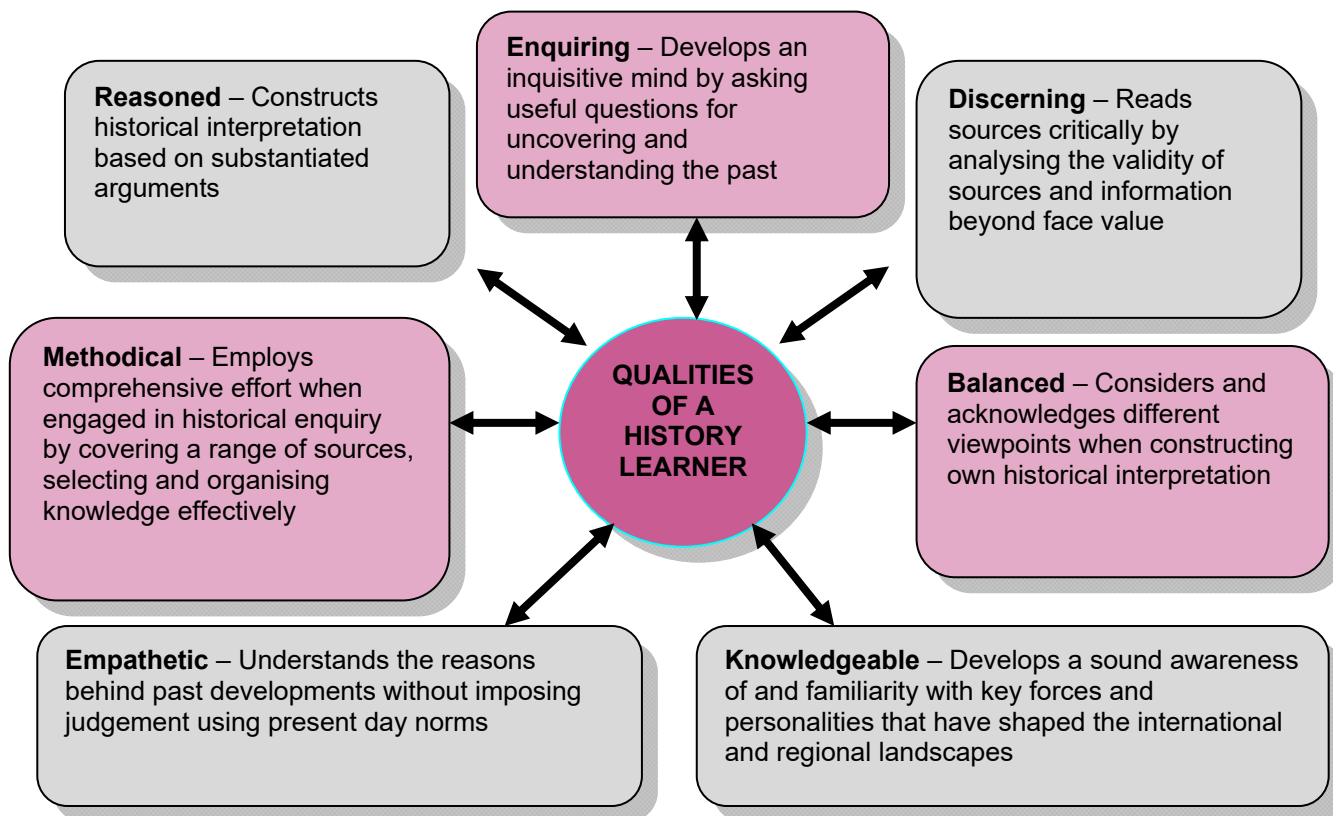 Enquiring – Develops an
inquisitive mind by asking
useful questions for
uncovering and
understanding the past
Reasoned – Constructs
historical interpretation
based on substantiated
arguments
Discerning – Reads
sources critically by
analysing the validity of
sources and information
beyond face value
Methodical – Employs
comprehensive effort when
engaged in historical enquiry
by covering a range of sources,
selecting and organising
knowledge effectively
QUALITIES
OF A
HISTORY
LEARNER
Balanced – Considers and
acknowledges different
viewpoints when constructing
own historical interpretation
Empathetic – Understands the reasons
behind past developments without imposing
judgement using present day norms
Knowledgeable – Develops a sound awareness
of and familiarity with key forces and
personalities that have shaped the international
and regional landscapes